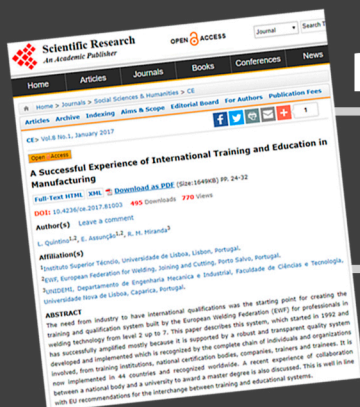 Scientific Research
An Academic Publisher
OPEN ACCESS
Journal
Search T
Home Articles Journals Books Conferences News
Home > Journals > Social Sciences & Humanities > CE
Articles Archive Indexing Aims & Scope Editorial Board For Authors Publication Fees
CE> Vol.8 No.1, January 2017
1
Open Access
A Successful Experience of International Training and Education in
Manufacturing
Full-Text HTML XML Download as PDF (Size:1649KB) PP. 24-32
DOI: 10.4236/ce.2017.81003 495 Downloads 770 Views
Author(s) Leave a comment
L. Quintino1,2, E. Assunção1,2, R. M. Miranda3
Affiliation(s)
1Instituto Superior Técnico, Universidade de Lisboa, Lisbon, Portugal.
2EWF, European Federation for Welding, Joining and Cutting, Porto Salvo, Portugal.
3UNIDEMI, Departamento de Engenharia Mecanica e Industrial, Faculdade de Ciências e Tecnologia,
Universidade Nova de Lisboa, Caparica, Portugal.
ABSTRACT
The need from industry to have international qualifications was the starting point for creating the
training and qualification system built by the European Welding Federation (EWF) for professionals in
welding technology from level 2 up to 7. This paper describes this system, which started in 1992 and
has successfully amplified mostly because it is supported by a robust and transparent quality system
developed and implemented which is recognized by the complete chain of individuals and organizations
involved, from training institutions, national certification bodies, companies, trainers and trainees. It is
now implemented in 44 countries and recognized worldwide. A recent experience of collaboration
between a national body and a university to award a master degree is also discussed. This is well in line
with EU recommendations for the interchange between training and educational systems.